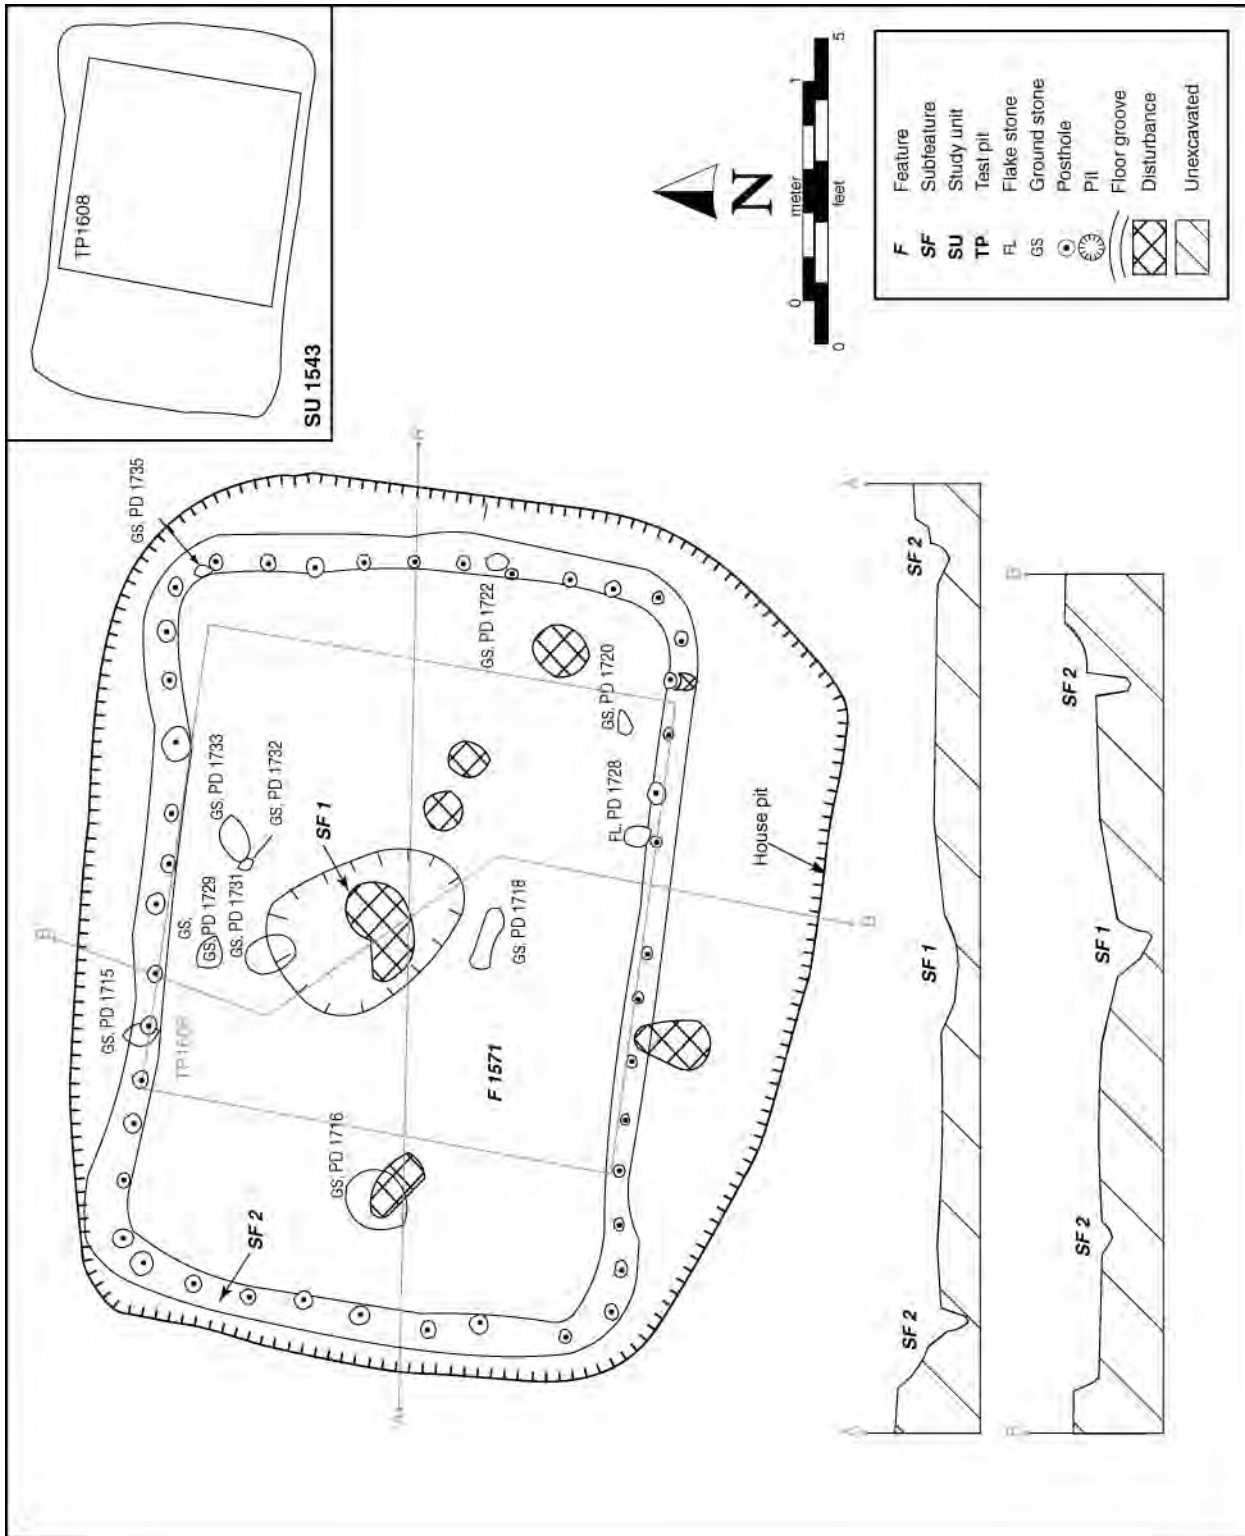 TP1608
SU 1543
GS, PD 1735
GS, PD 1733
GS, PD 1732
GS,
GS, PD 1729
GS, PD 1731
GS, PD 1715
TP1608
SF 1
SF 2
GS, PD 1716
GS, PD 1718
F 1571
GS, PD 1722
GS, PD 1720
FL, PD 1728
House pit
A
A
B
B
N
meter
0 1
feet
0 5
F Feature
SF Subfeature
SU Study unit
TP Test pit
FL Flake stone
GS Ground stone
Posthole
Pit
Floor groove
Disturbance
Unexcavated
A
SF 2
SF 1
SF 2
A
B
SF 2
SF 1
SF 2
B